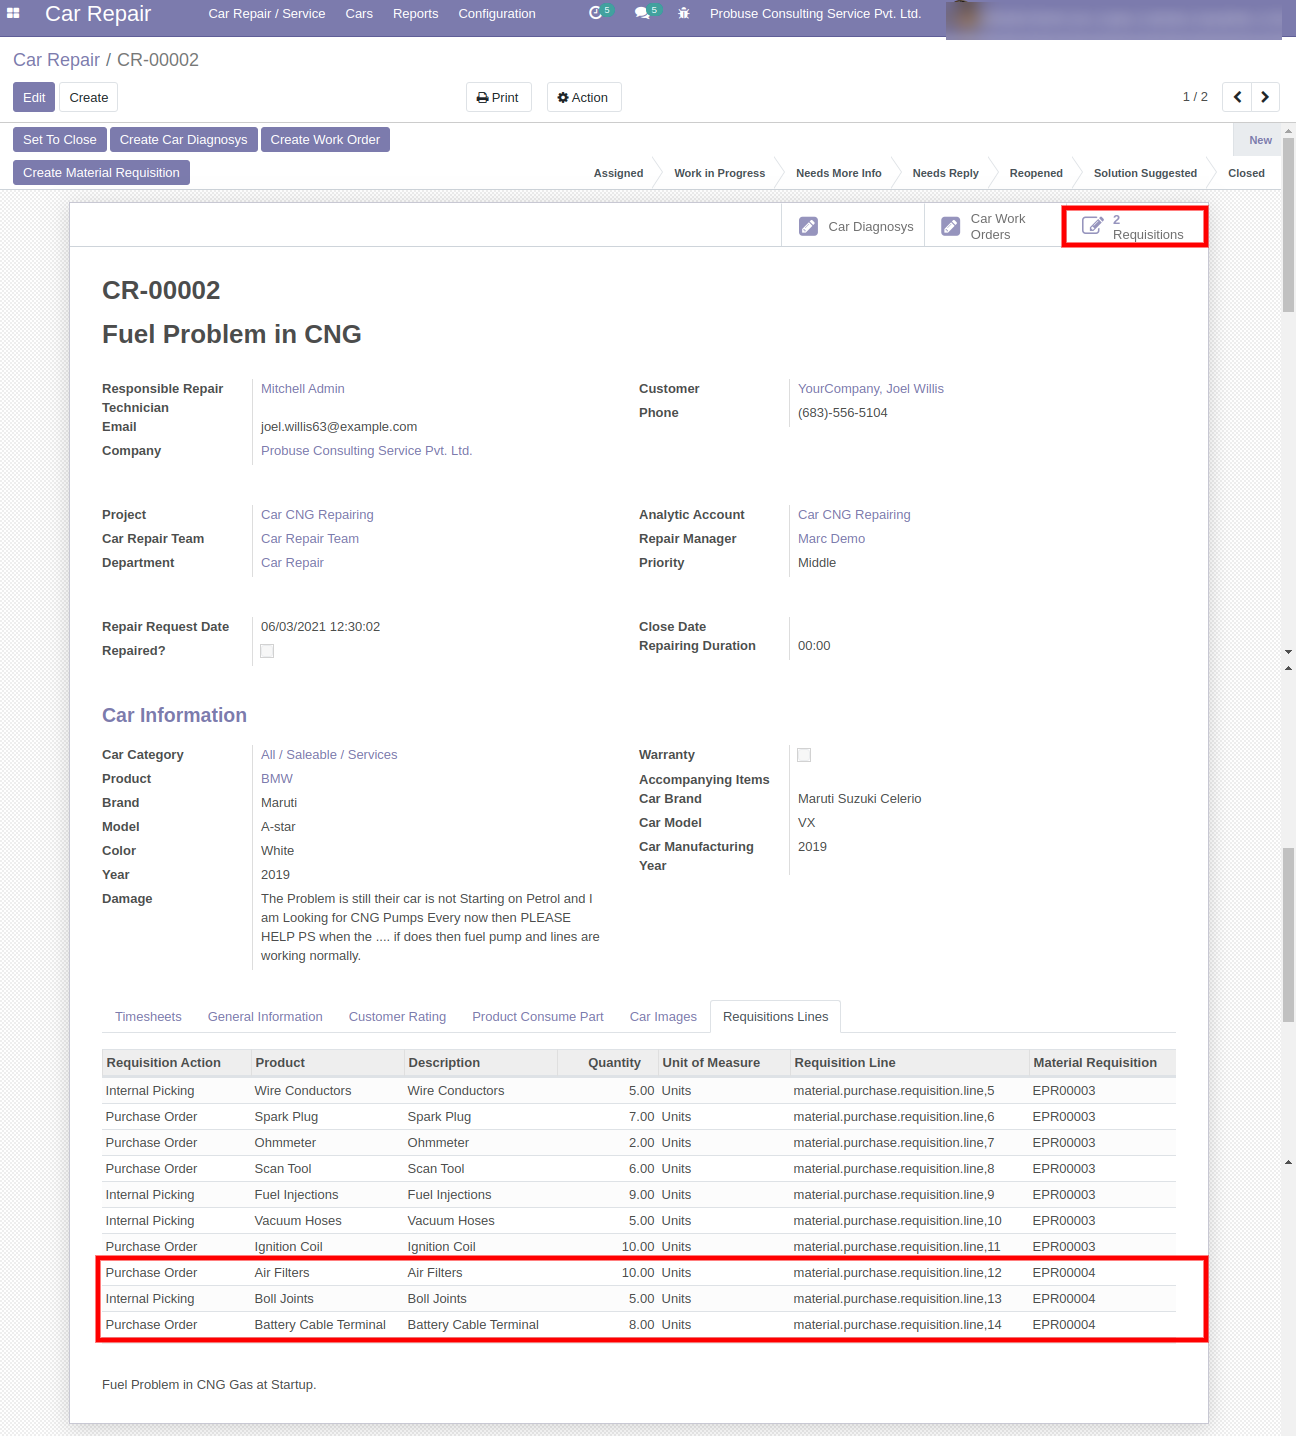 Car Repair Car Repair / Service Cars Reports Configuration 5 5 Probuse Consulting Service Pvt. Ltd.
Car Repair / CR-00002
Edit Create Print Action 1 / 2
Set To Close Create Car Diagnosys Create Work Order New
Create Material Requisition Assigned Work in Progress Needs More Info Needs Reply Reopened Solution Suggested Closed
Car Diagnosys
Car Work
Orders
2
Requisitions
CR-00002
Fuel Problem in CNG
Responsible Repair
Technician Mitchell Admin
Email joel.willis63@example.com
Company Probuse Consulting Service Pvt. Ltd.
Customer YourCompany, Joel Willis
Phone (683)-556-5104
Project Car CNG Repairing
Car Repair Team Car Repair Team
Department Car Repair
Analytic Account Car CNG Repairing
Repair Manager Marc Demo
Priority Middle
Repair Request Date 06/03/2021 12:30:02
Repaired?
Close Date
Repairing Duration 00:00
Car Information
Car Category All / Saleable / Services
Product BMW
Brand Maruti
Model A-star
Color White
Year 2019
Damage The Problem is still their car is not Starting on Petrol and I
am Looking for CNG Pumps Every now then PLEASE
HELP PS when the .... if does then fuel pump and lines are
working normally.
Warranty
Accompanying Items
Car Brand Maruti Suzuki Celerio
Car Model VX
Car Manufacturing
Year 2019
Timesheets General Information Customer Rating Product Consume Part Car Images Requisitions Lines
Requisition Action Product Description Quantity Unit of Measure Requisition Line Material Requisition
Internal Picking Wire Conductors Wire Conductors 5.00 Units material.purchase.requisition.line,5 EPR00003
Purchase Order Spark Plug Spark Plug 7.00 Units material.purchase.requisition.line,6 EPR00003
Purchase Order Ohmmeter Ohmmeter 2.00 Units material.purchase.requisition.line,7 EPR00003
Purchase Order Scan Tool Scan Tool 6.00 Units material.purchase.requisition.line,8 EPR00003
Internal Picking Fuel Injections Fuel Injections 9.00 Units material.purchase.requisition.line,9 EPR00003
Internal Picking Vacuum Hoses Vacuum Hoses 5.00 Units material.purchase.requisition.line,10 EPR00003
Purchase Order Ignition Coil Ignition Coil 10.00 Units material.purchase.requisition.line,11 EPR00003
Purchase Order Air Filters Air Filters 10.00 Units material.purchase.requisition.line,12 EPR00004
Internal Picking Boll Joints Boll Joints 5.00 Units material.purchase.requisition.line,13 EPR00004
Purchase Order Battery Cable Terminal Battery Cable Terminal 8.00 Units material.purchase.requisition.line,14 EPR00004
Fuel Problem in CNG Gas at Startup.